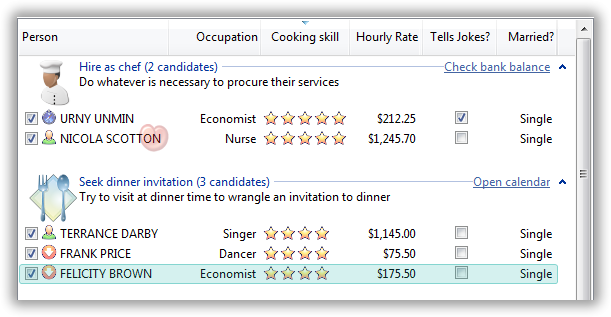 Person Occupation Cooking skill Hourly Rate Tells Jokes? Married?
Hire as chef (2 candidates) Check bank balance
Do whatever is necessary to procure their services
URNY UNMIN Economist $212.25 Single
NICOLA SCOTTON Nurse $1,245.70 Single
Seek dinner invitation (3 candidates) Open calendar
Try to visit at dinner time to wrangle an invitation to dinner
TERRANCE DARBY Singer $1,145.00 Single
FRANK PRICE Dancer $75.50 Single
FELICITY BROWN Economist $175.50 Single